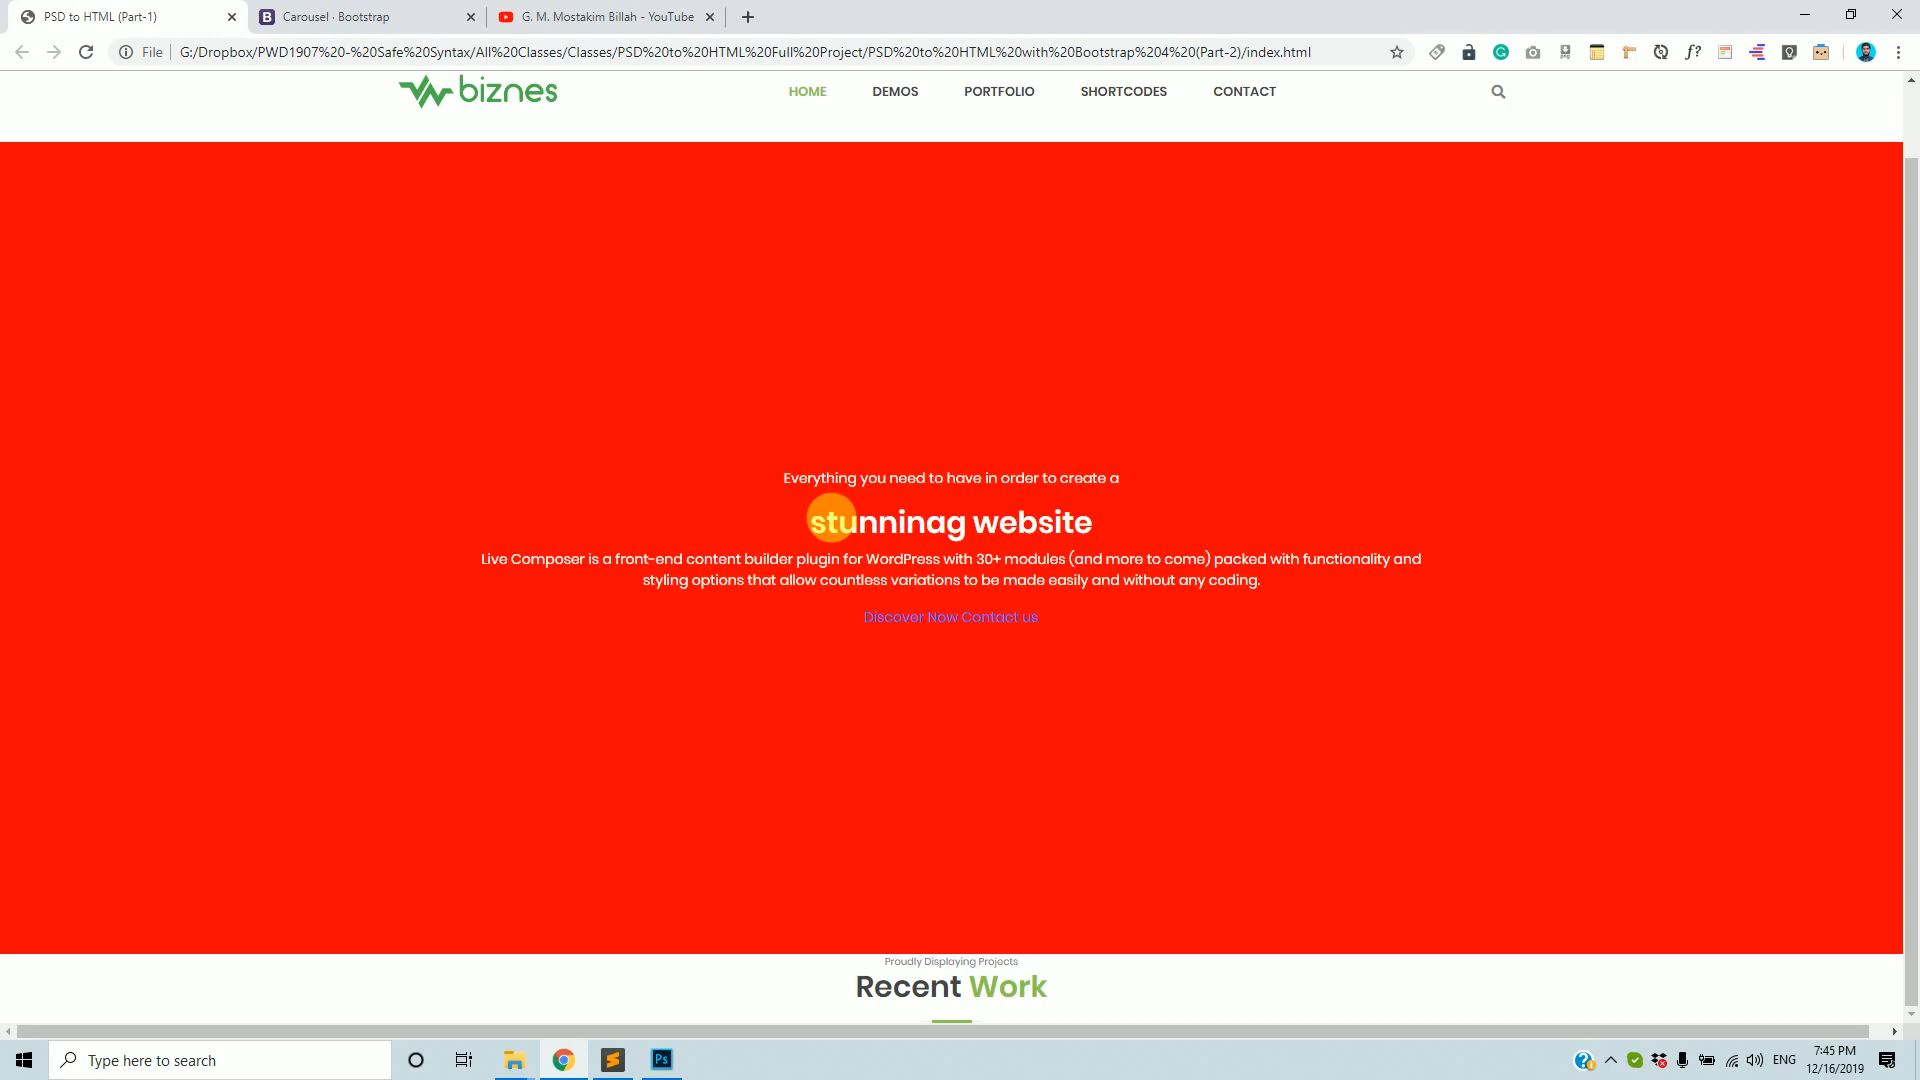 PSD to HTML (Part-1)
Carousel · Bootstrap
G. M. Mostakim Billah - YouTube
File
G:/Dropbox/PWD1907%20-%20Safe%20Syntax/All%20Classes/Classes/PSD%20to%20HTML%20Full%20Project/PSD%20to%20HTML%20with%20Bootstrap%204%20(Part-2)/index.html
biznes
HOME
DEMOS
PORTFOLIO
SHORTCODES
CONTACT
Everything you need to have in order to create a
stunninag website
Live Composer is a front-end content builder plugin for WordPress with 30+ modules (and more to come) packed with functionality and
styling options that allow countless variations to be made easily and without any coding.
Discover Now Contact us
Proudly Displaying Projects
Recent Work
Type here to search
Ps
ENG
7:45 PM
12/16/2019